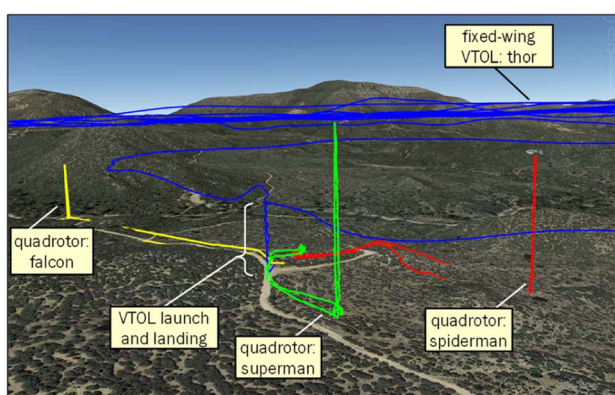 fixed-wing
VTOL: thor
quadrotor:
falcon
VTOL launch
and landing
quadrotor:
superman
quadrotor:
spiderman